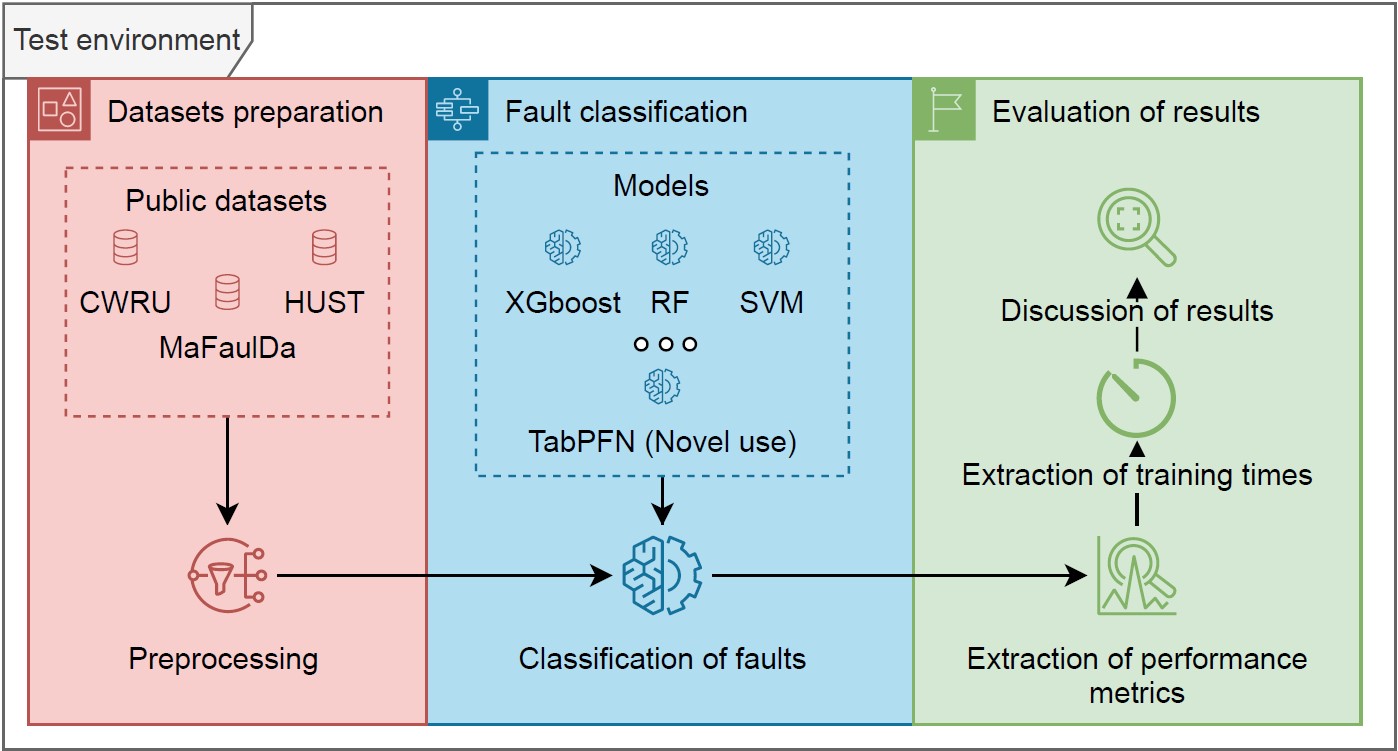 Test environment
Datasets preparation
Public datasets
CWRU
HUST
MaFaulDa
Preprocessing
Fault classification
Models
XGboost
RF
SVM
TabPFN (Novel use)
Classification of faults
Evaluation of results
Discussion of results
Extraction of training times
Extraction of performance
metrics